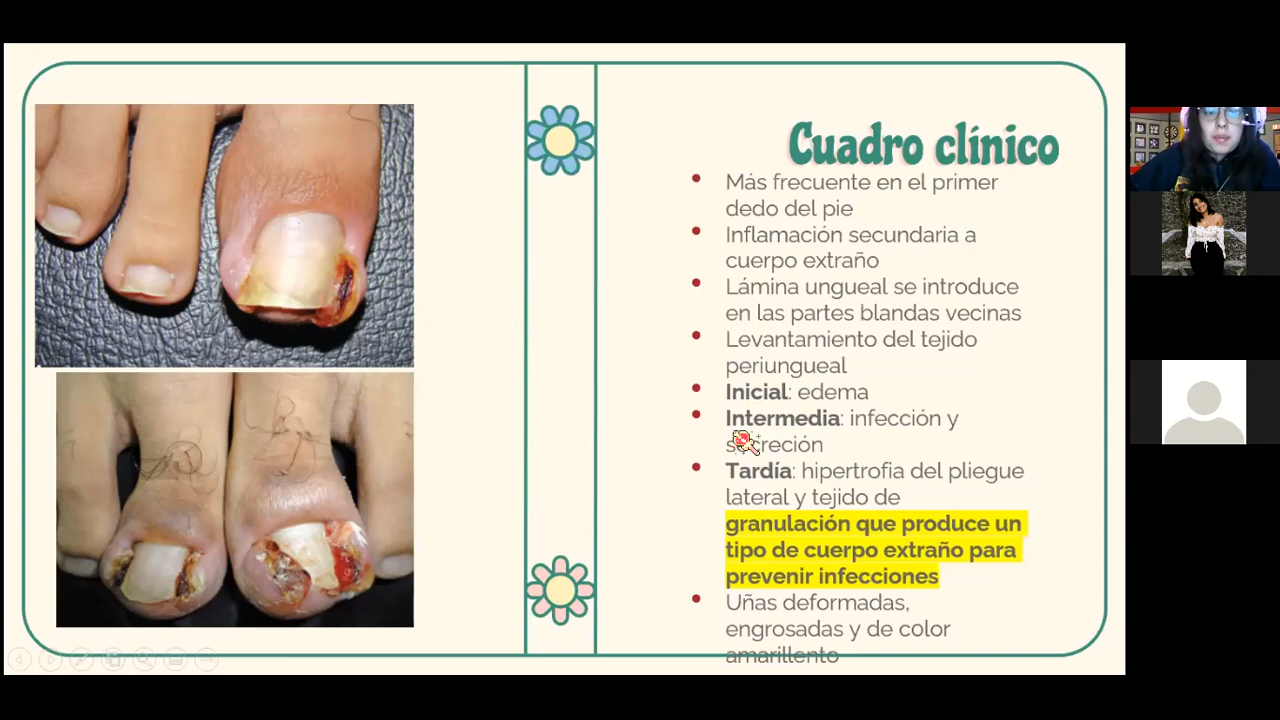 Cuadro clínico
Más frecuente en el primer
dedo del pie
Inflamación secundaria a
cuerpo extraño
Lámina ungueal se introduce
en las partes blandas vecinas
Levantamiento del tejido
periungueal
Inicial: edema
Intermedia: infección y
secreción
Tardía: hipertrofia del pliegue
lateral y tejido de
granulación que produce un
tipo de cuerpo extraño para
prevenir infecciones
Uñas deformadas,
engrosadas y de color
amarillento